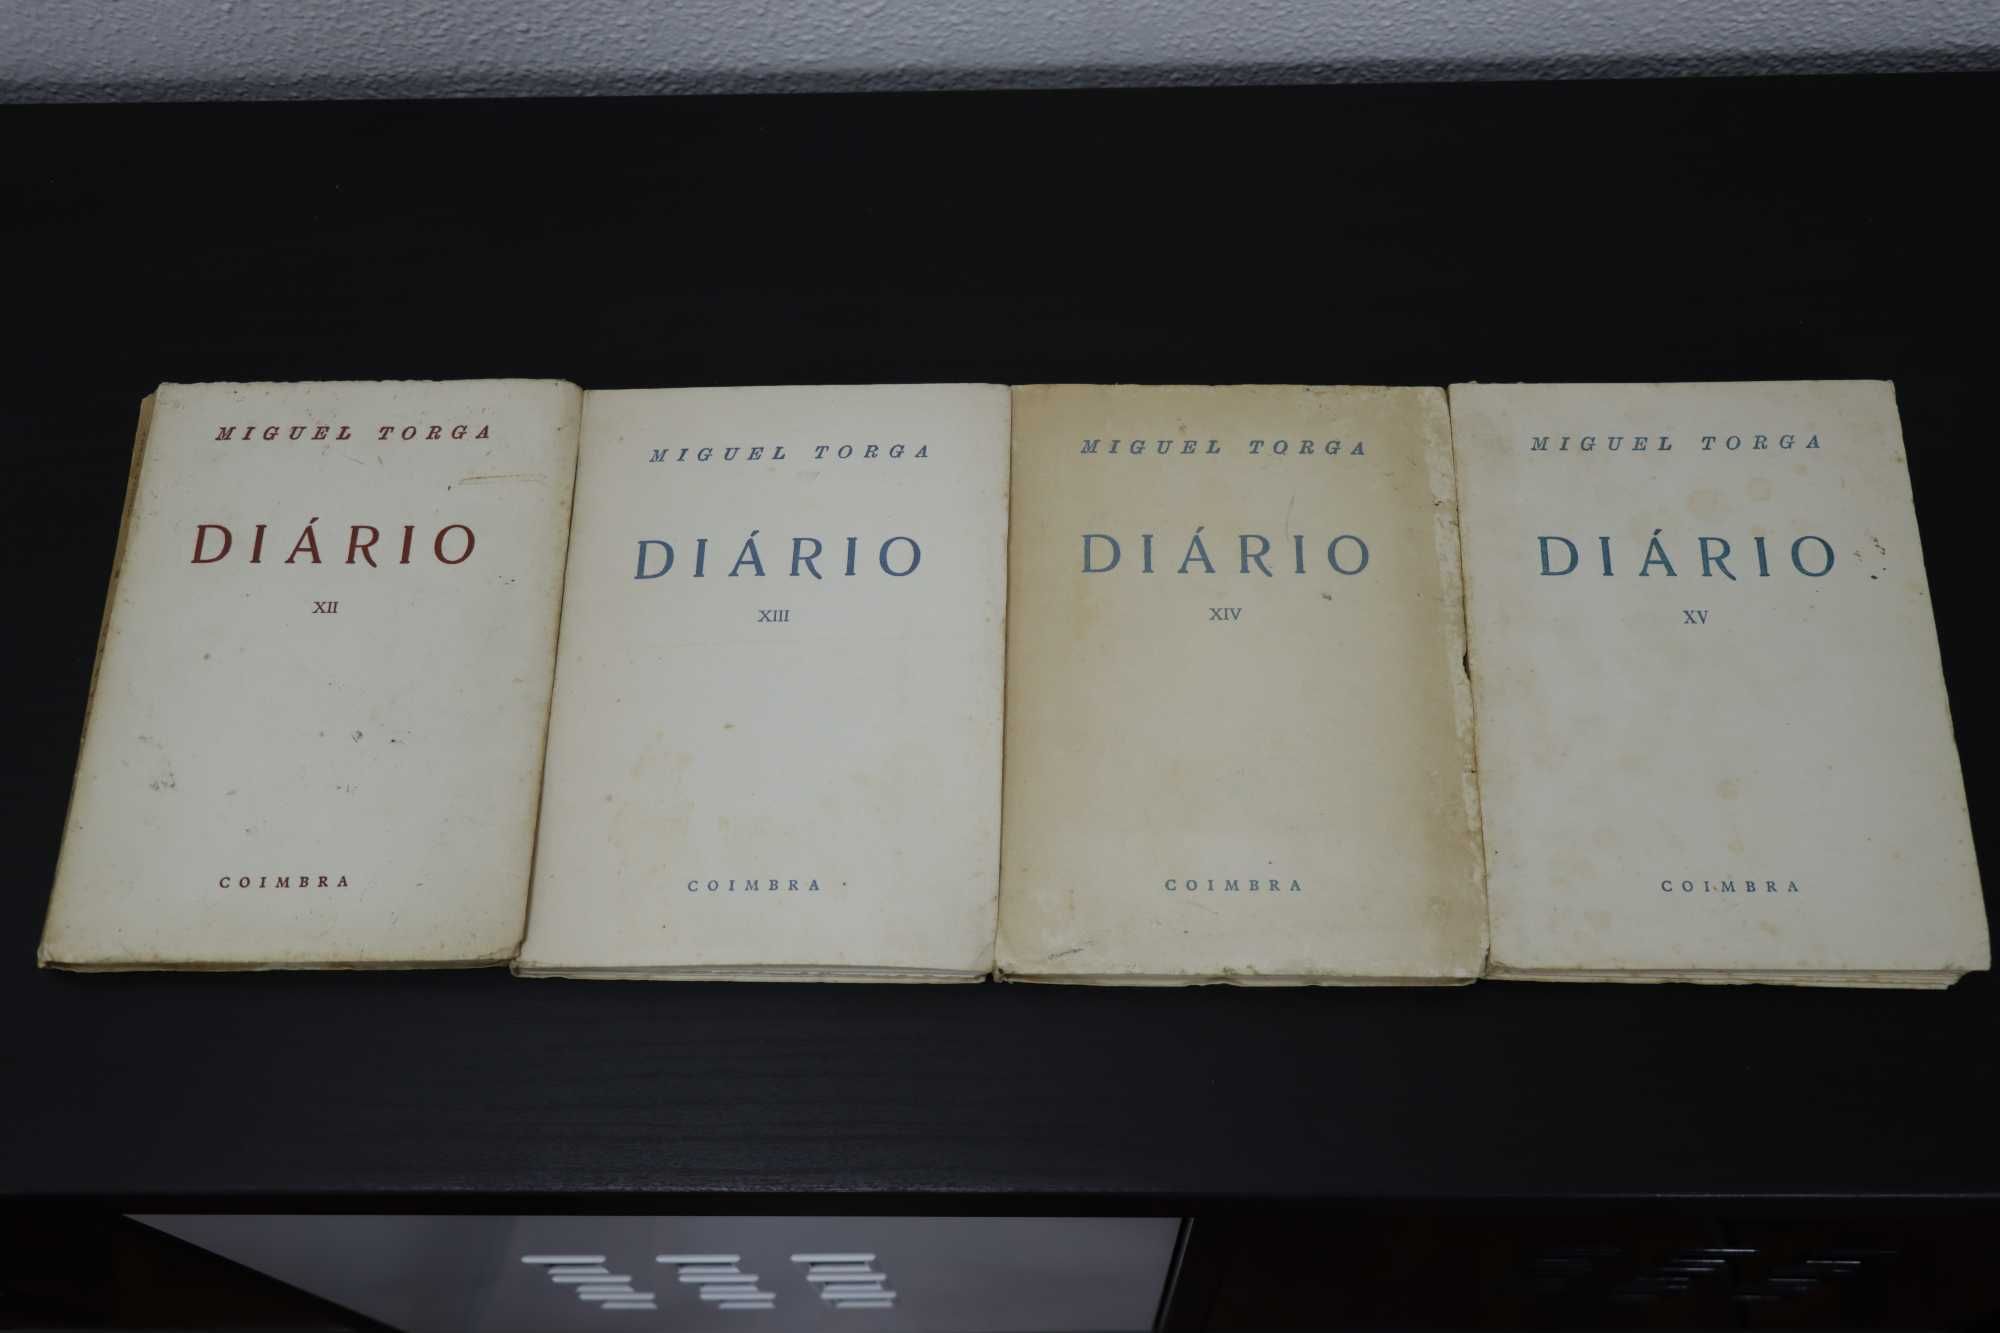 MIGUEL TORGA
DIÁRIO
XII
COIMBRA
MIGUEL TORGA
DIÁRIO
XIII
COIMBRA
MIGUEL TORGA
DIÁRIO
XIV
COIMBRA
MIGUEL TORGA
DIÁRIO
XV
COIMBRA